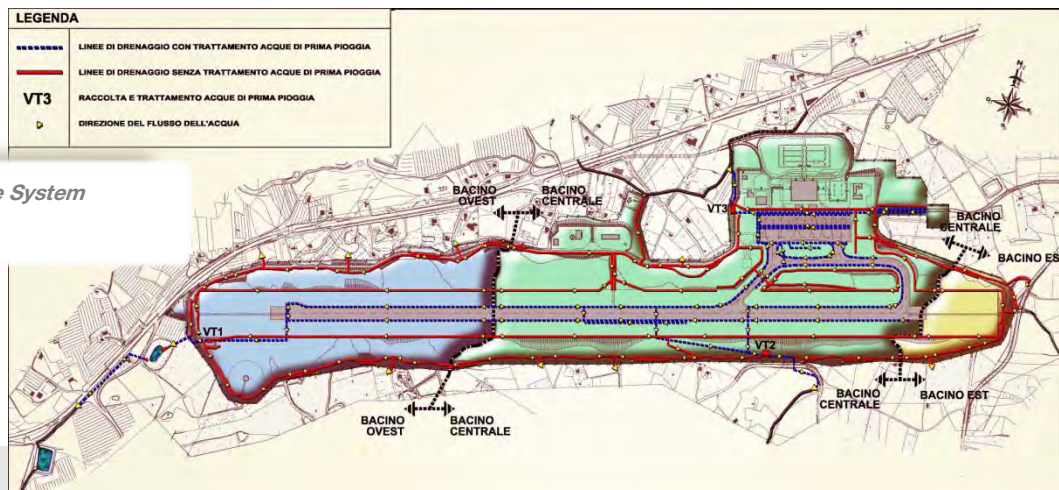 LEGENDA
LINEE DI DRENAGGIO CON TRATTAMENTO ACQUE DI PRIMA PIOGGIA
LINEE DI DRENAGGIO SENZA TRATTAMENTO ACQUE DI PRIMA PIOGGIA
VT3 RACCOLTA E TRATTAMENTO ACQUE DI PRIMA PIOGGIA
DIREZIONE DEL FLUSSO DELL'ACQUA
e System
BACINO OVEST
BACINO CENTRALE
VT3
BACINO CENTRALE
BACINO ES
VT1
VT2
BACINO OVEST
BACINO CENTRALE
BACINO CENTRALE
BACINO EST